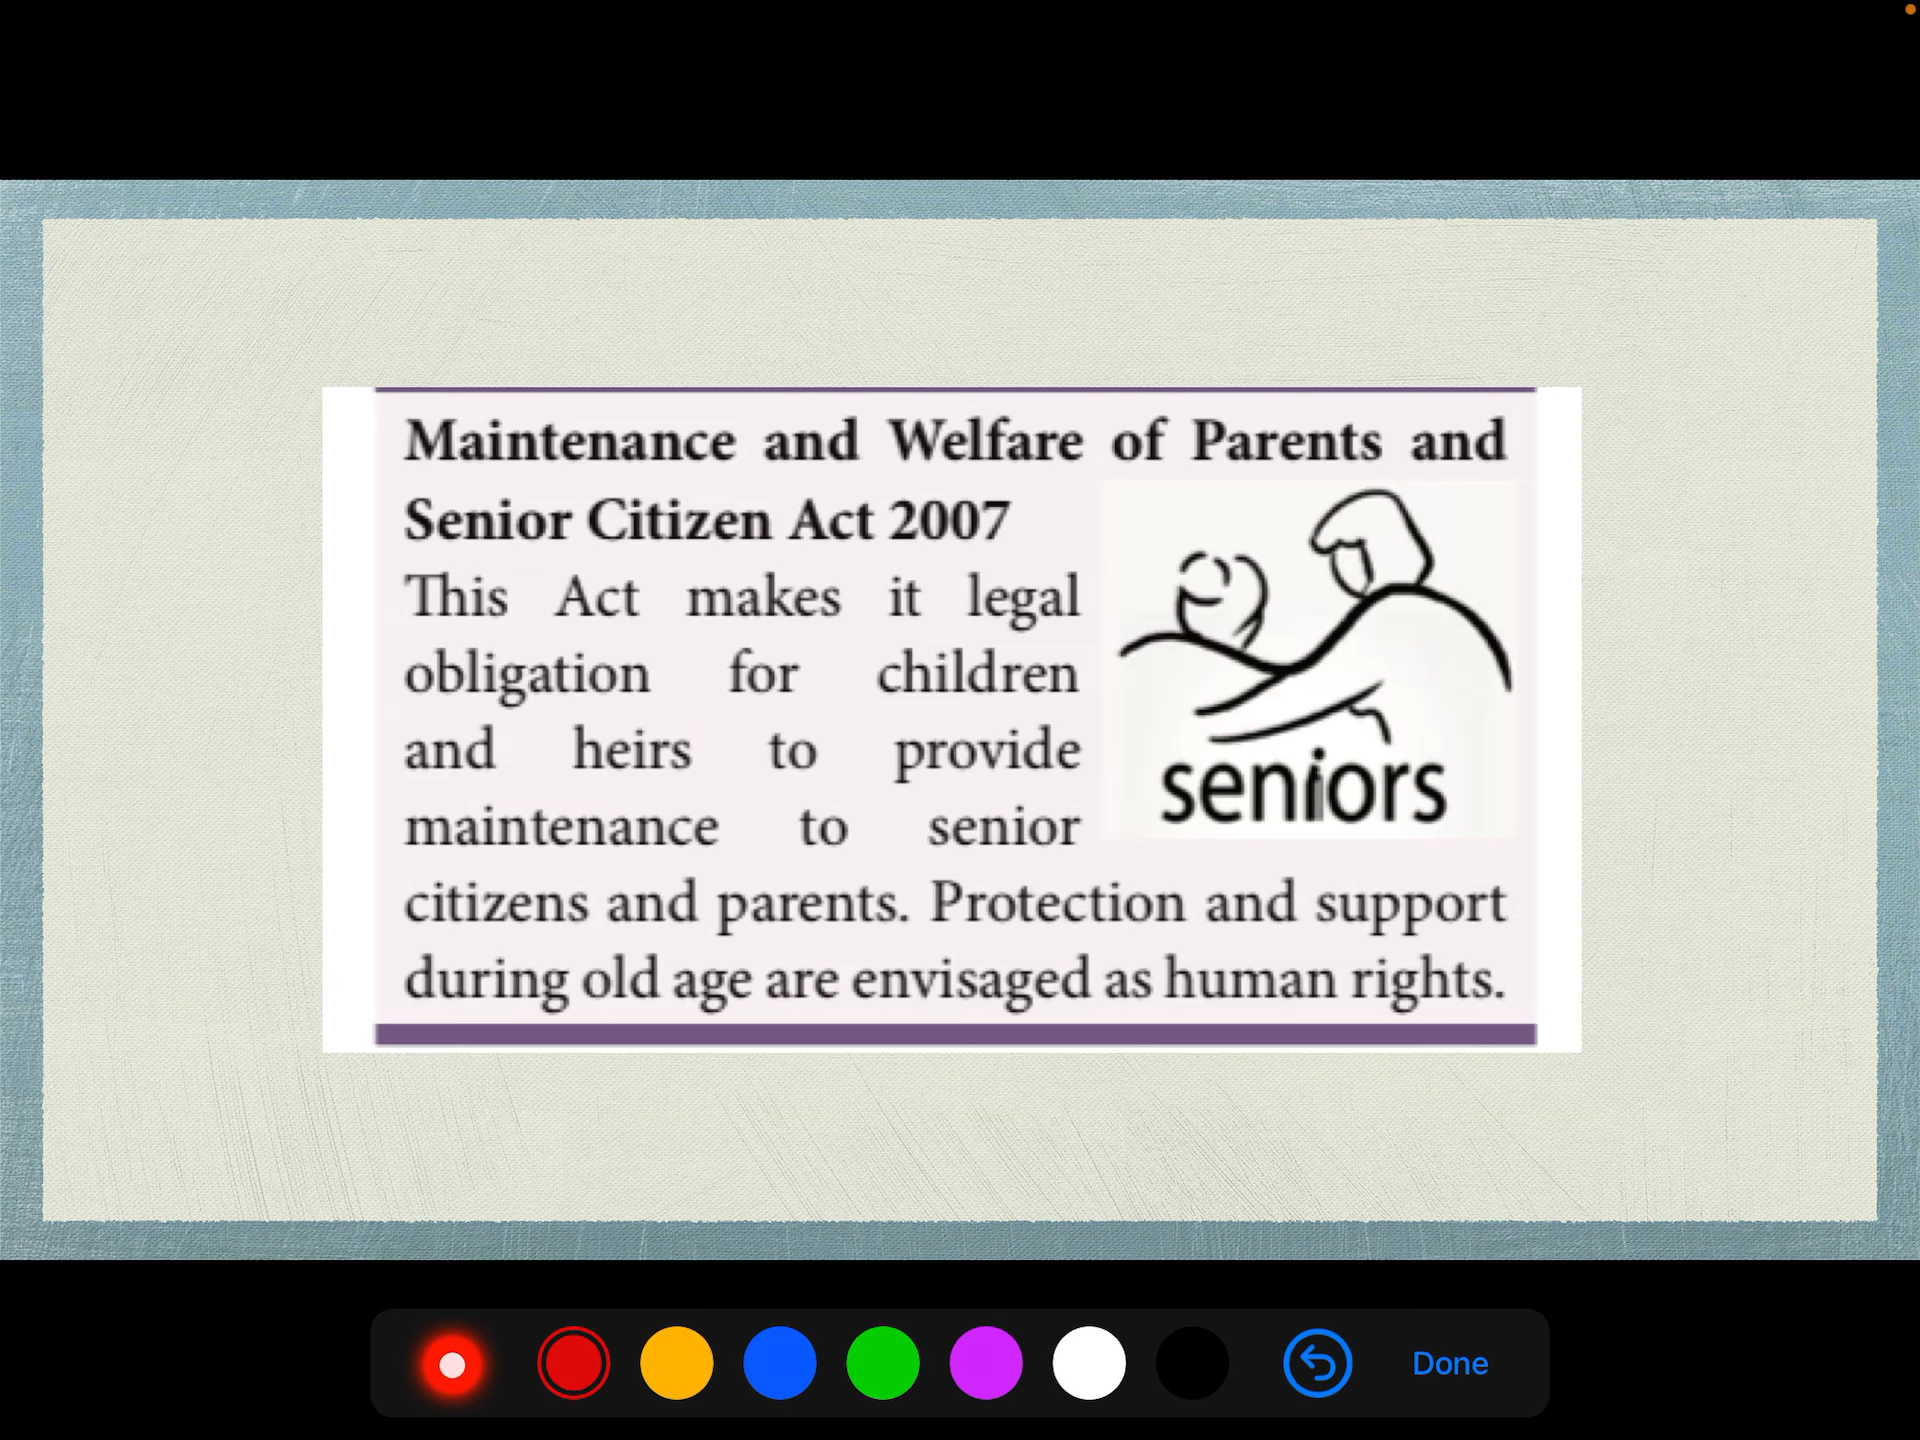 Maintenance and Welfare of Parents and
Senior Citizen Act 2007
This Act makes it legal
obligation for children
and heirs to provide
maintenance to senior
citizens and parents. Protection and support
during old age are envisaged as human rights.
seniors
Done